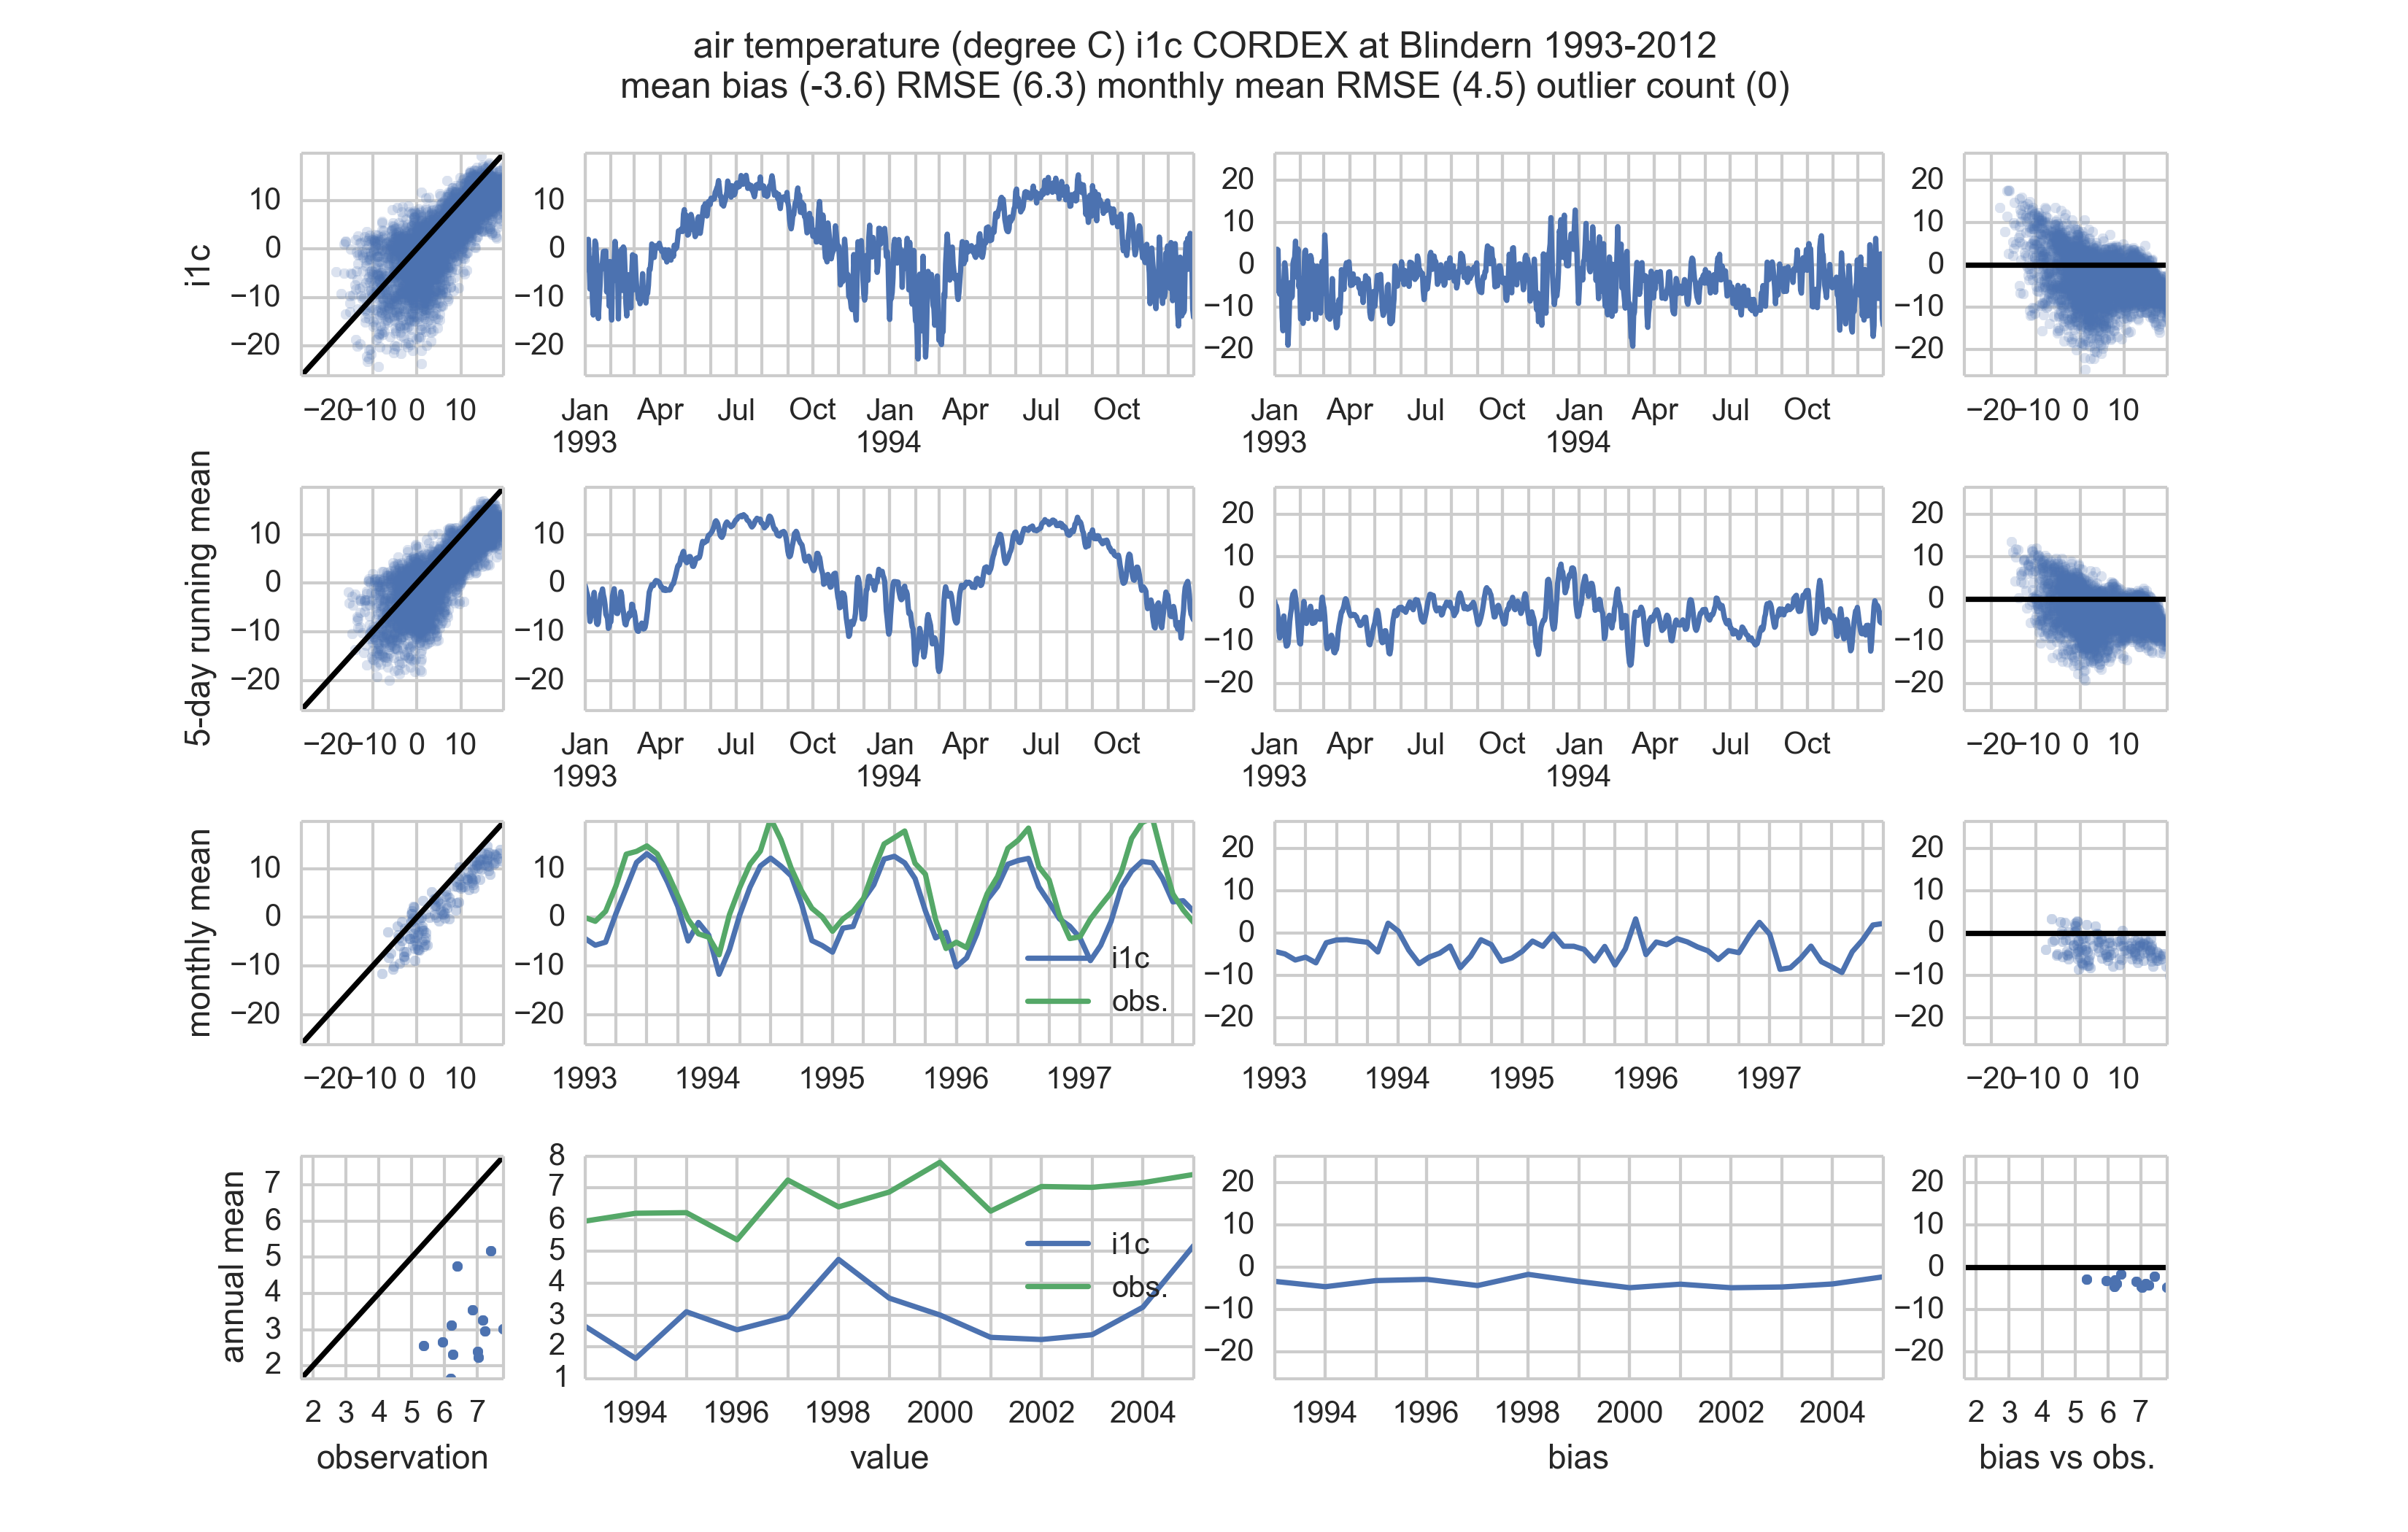 air temperature (degree C) i1c CORDEX at Blindern 1993-2012
mean bias (-3.6) RMSE (6.3) monthly mean RMSE (4.5) outlier count (0)
i1c
10
0
−10
−20
−20 −10 0 10
10
0
−10
−20
Jan Apr Jul Oct Jan Apr Jul Oct
1993 1994
20
10
0
−10
−20
Jan Apr Jul Oct Jan Apr Jul Oct
1993 1994
20
10
0
−10
−20
−20 −10 0 10
5-day running mean
10
0
−10
−20
−20 −10 0 10
10
0
−10
−20
Jan Apr Jul Oct Jan Apr Jul Oct
1993 1994
20
10
0
−10
−20
Jan Apr Jul Oct Jan Apr Jul Oct
1993 1994
20
10
0
−10
−20
−20 −10 0 10
monthly mean
10
0
−10
−20
−20 −10 0 10
10
0
−10
−20
i1c
obs.
1993 1994 1995 1996 1997
20
10
0
−10
−20
1993 1994 1995 1996 1997
20
10
0
−10
−20
−20 −10 0 10
annual mean
7
6
5
4
3
2
2 3 4 5 6 7
observation
8
7
6
5
4
3
2
1
i1c
obs.
1994 1996 1998 2000 2002 2004
value
20
10
0
−10
−20
1994 1996 1998 2000 2002 2004
bias
20
10
0
−10
−20
2 3 4 5 6 7
bias vs obs.